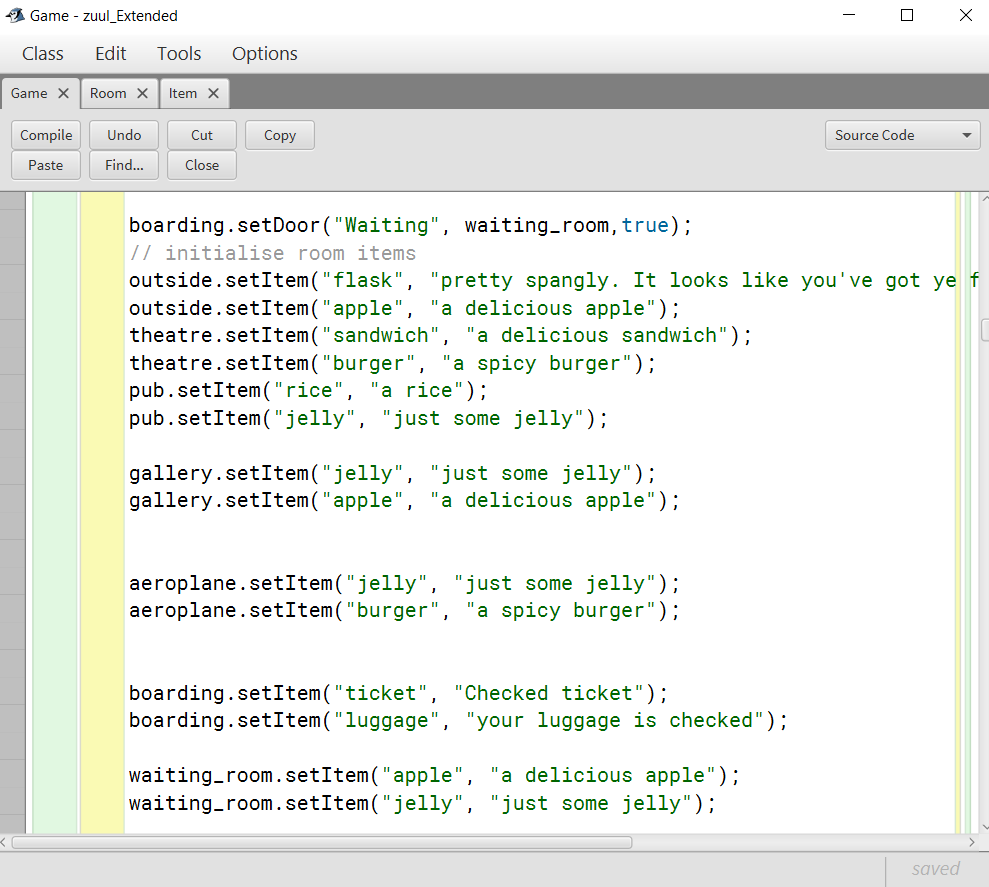 Game - zuul_Extended
Class Edit Tools Options
Game Room Item
Compile Undo Cut Copy Source Code
Paste Find... Close
boarding.setDoor("Waiting", waiting_room,true);
// initialise room items
outside.setItem("flask", "pretty spangly. It looks like you've got ye f
outside.setItem("apple", "a delicious apple");
theatre.setItem("sandwich", "a delicious sandwich");
theatre.setItem("burger", "a spicy burger");
pub.setItem("rice", "a rice");
pub.setItem("jelly", "just some jelly");
gallery.setItem("jelly", "just some jelly");
gallery.setItem("apple", "a delicious apple");
aeroplane.setItem("jelly", "just some jelly");
aeroplane.setItem("burger", "a spicy burger");
boarding.setItem("ticket", "Checked ticket");
boarding.setItem("luggage", "your luggage is checked");
waiting_room.setItem("apple", "a delicious apple");
waiting_room.setItem("jelly", "just some jelly");
saved